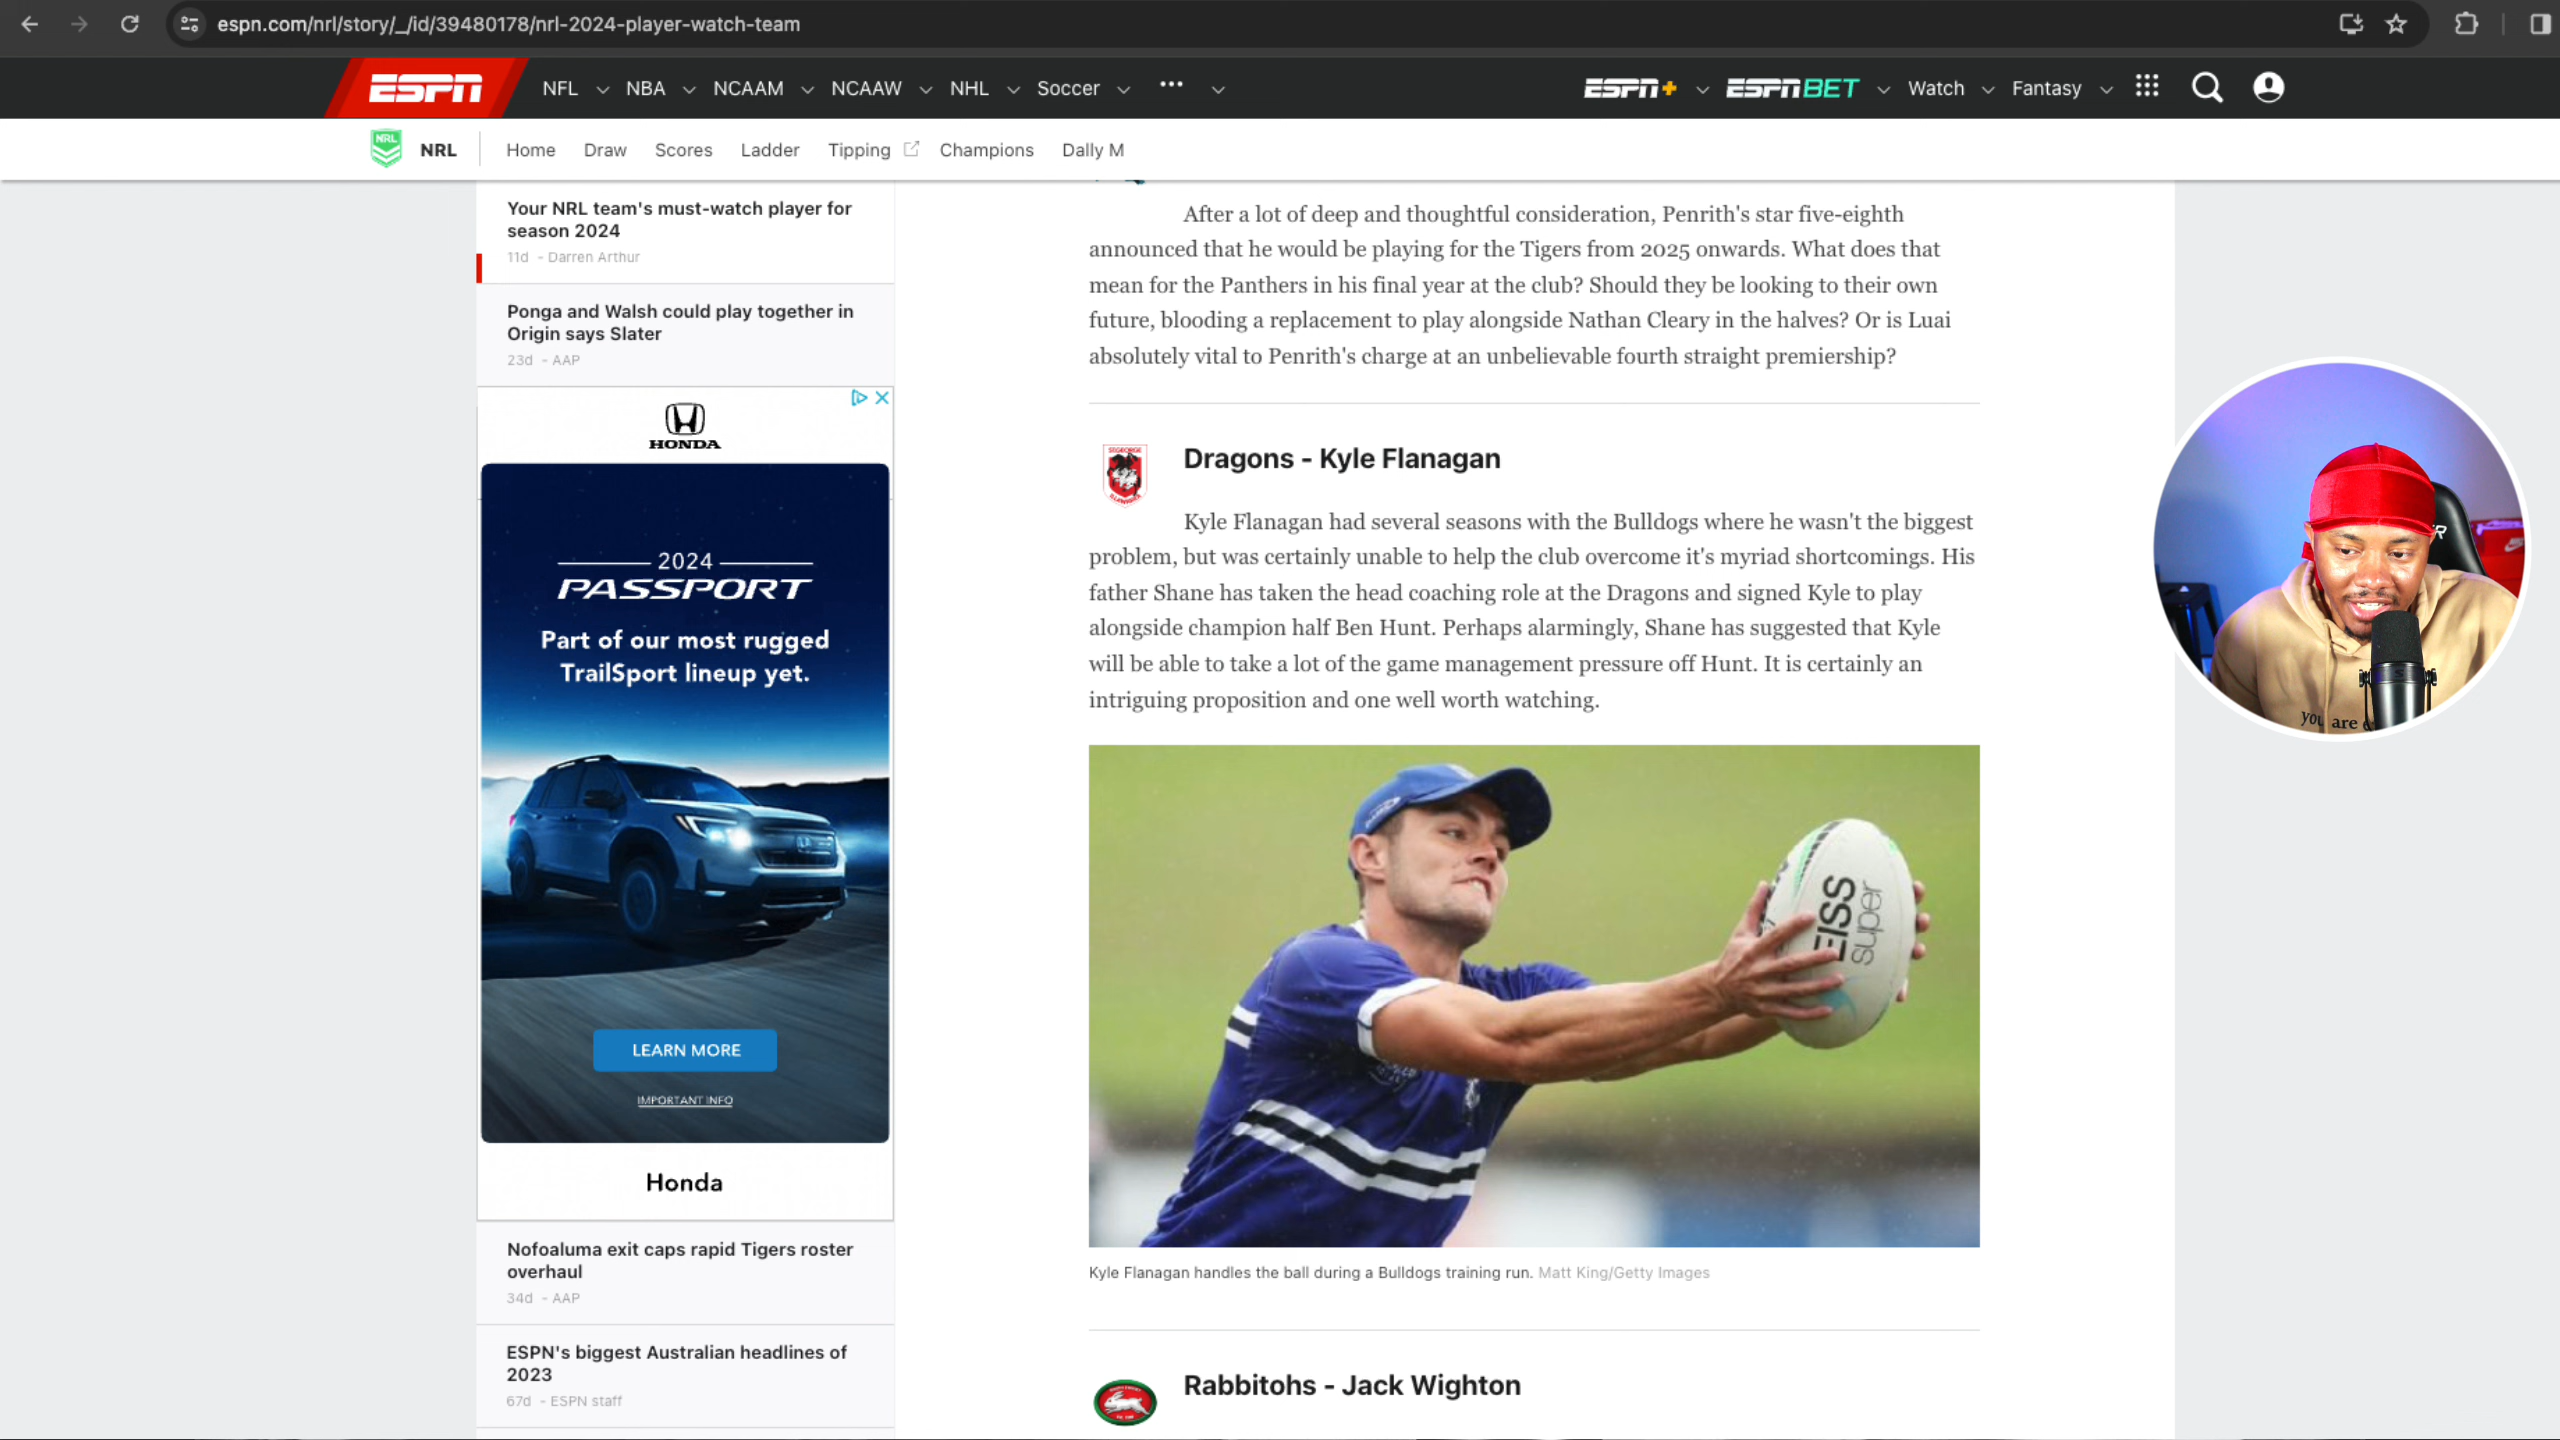 espn.com/nrl/story/_/id/39480178/nrl-2024-player-watch-team
ESPN NFL NBA NCAAM NCAAW NHL Soccer ••• ESPN+ ESPN BET Watch Fantasy
NRL NRL Home Draw Scores Ladder Tipping Champions Dally M
Your NRL team's must-watch player for
season 2024
11d - Darren Arthur
Ponga and Walsh could play together in
Origin says Slater
23d - AAP
HONDA
2024
PASSPORT
Part of our most rugged
TrailSport lineup yet.
LEARN MORE
IMPORTANT INFO
Honda
Nofoaluma exit caps rapid Tigers roster
overhaul
34d - AAP
ESPN's biggest Australian headlines of
2023
67d - ESPN staff
After a lot of deep and thoughtful consideration, Penrith's star five-eighth
announced that he would be playing for the Tigers from 2025 onwards. What does that
mean for the Panthers in his final year at the club? Should they be looking to their own
future, blooding a replacement to play alongside Nathan Cleary in the halves? Or is Luai
absolutely vital to Penrith's charge at an unbelievable fourth straight premiership?
Dragons - Kyle Flanagan
Kyle Flanagan had several seasons with the Bulldogs where he wasn't the biggest
problem, but was certainly unable to help the club overcome it's myriad shortcomings. His
father Shane has taken the head coaching role at the Dragons and signed Kyle to play
alongside champion half Ben Hunt. Perhaps alarmingly, Shane has suggested that Kyle
will be able to take a lot of the game management pressure off Hunt. It is certainly an
intriguing proposition and one well worth watching.
EISS
super
Kyle Flanagan handles the ball during a Bulldogs training run. Matt King/Getty Images
Rabbitohs - Jack Wighton
you are